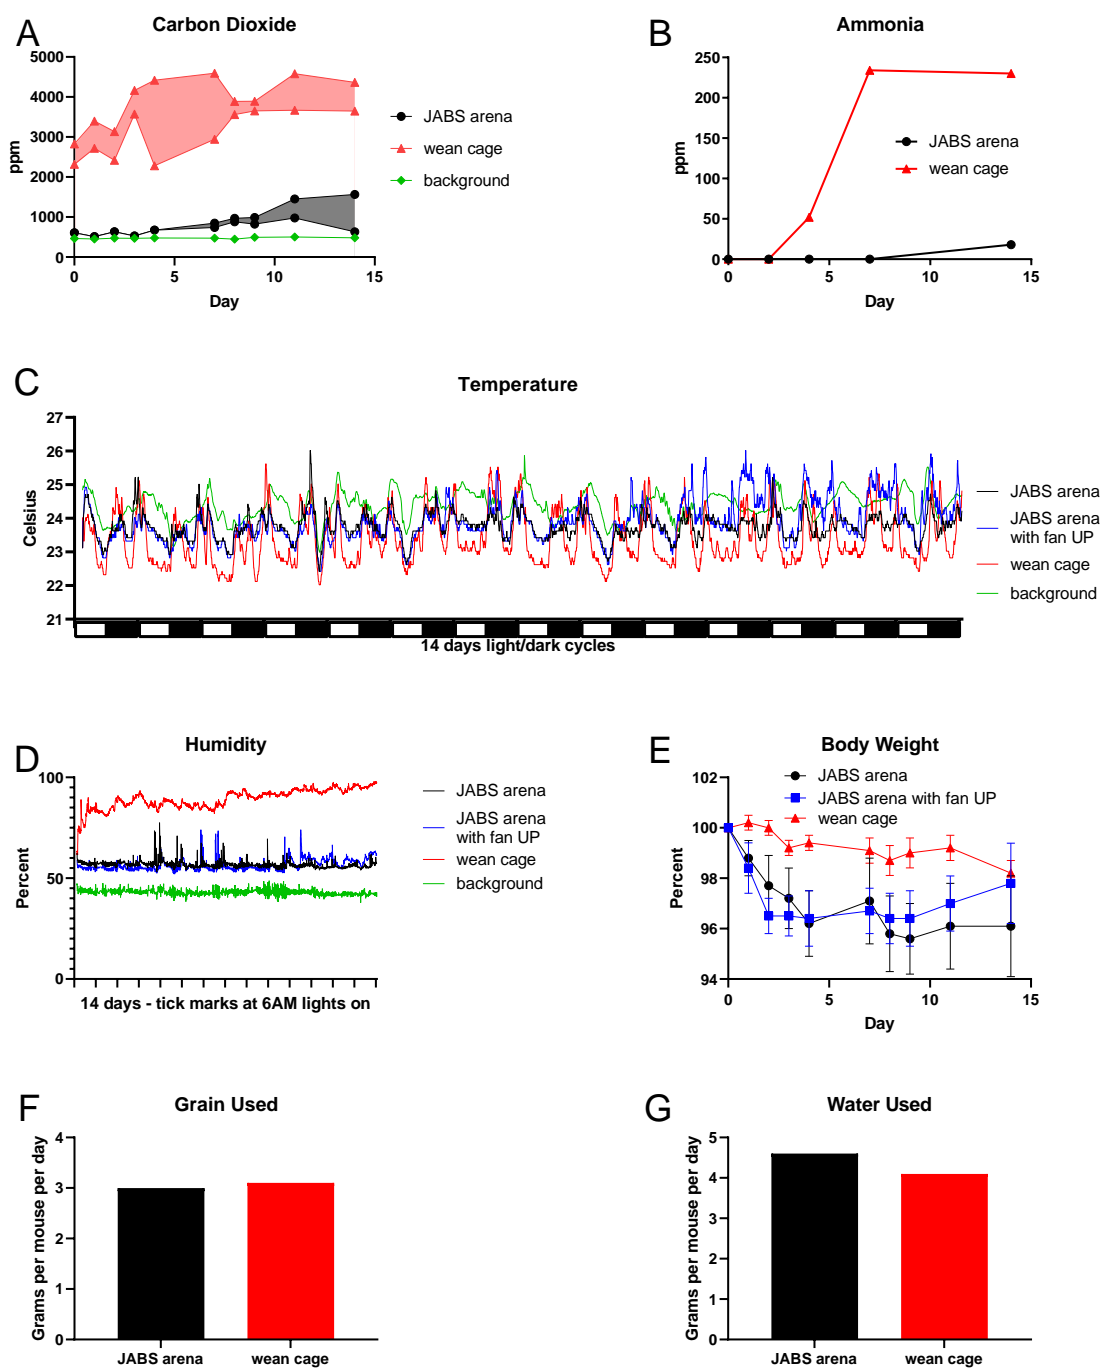 A
Carbon Dioxide
5000
4000
3000
2000
1000
0
ppm
0
5
10
15
Day
JABS arena
wean cage
background
B
Ammonia
250
200
150
100
50
0
ppm
0
5
10
15
Day
JABS arena
wean cage
C
Temperature
27
26
25
24
23
22
21
Celsius
14 days light/dark cycles
JABS arena
JABS arena
with fan UP
wean cage
background
D
Humidity
100
50
0
Percent
14 days - tick marks at 6AM lights on
JABS arena
JABS arena
with fan UP
wean cage
background
E
Body Weight
102
100
98
96
94
Percent
0
5
10
15
Day
JABS arena
JABS arena with fan UP
wean cage
F
Grain Used
4
3
2
1
0
Grams per mouse per day
JABS arena
wean cage
G
Water Used
5
4
3
2
1
0
Grams per mouse per day
JABS arena
wean cage